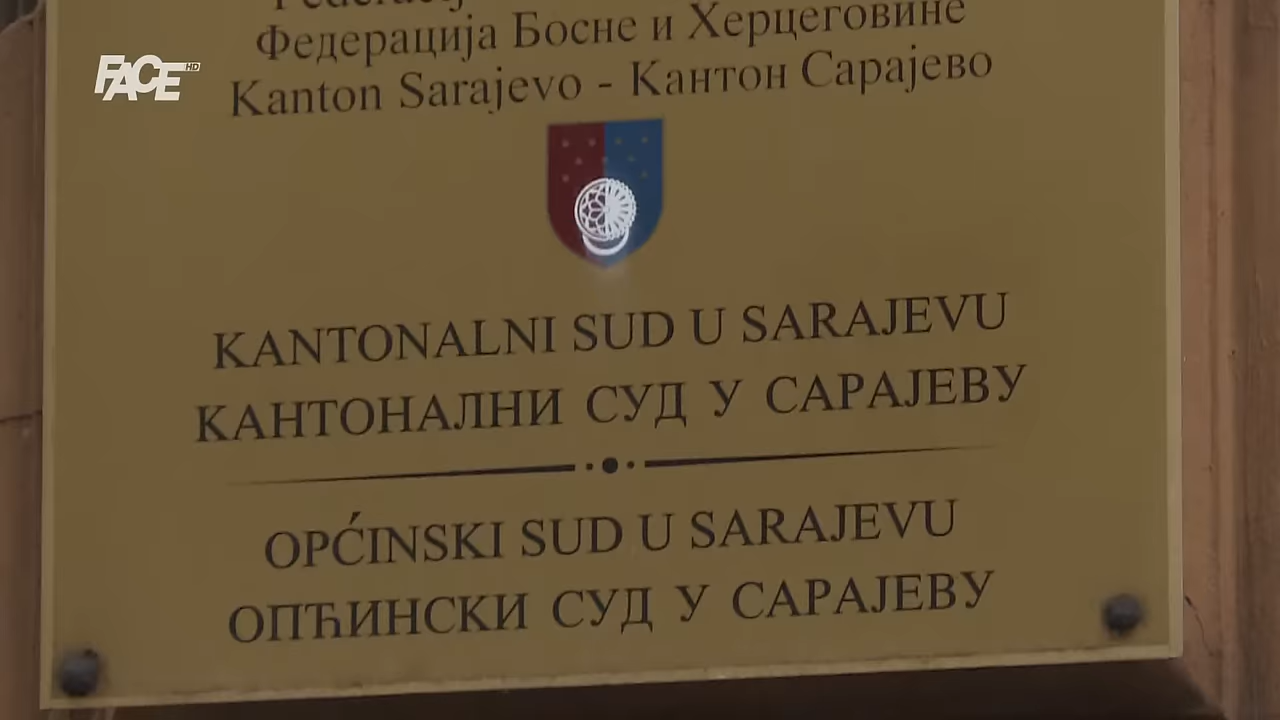 FACE HD
Федерација Босне и Херцеговине
Kanton Sarajevo - Кантон Сарајево
KANTONALNI SUD U SARAJEVU
КАНТОНАЛНИ СУД У САРАЈЕВУ
OPĆINSKI SUD U SARAJEVU
ОПЋИНСКИ СУД У САРАЈЕВУ